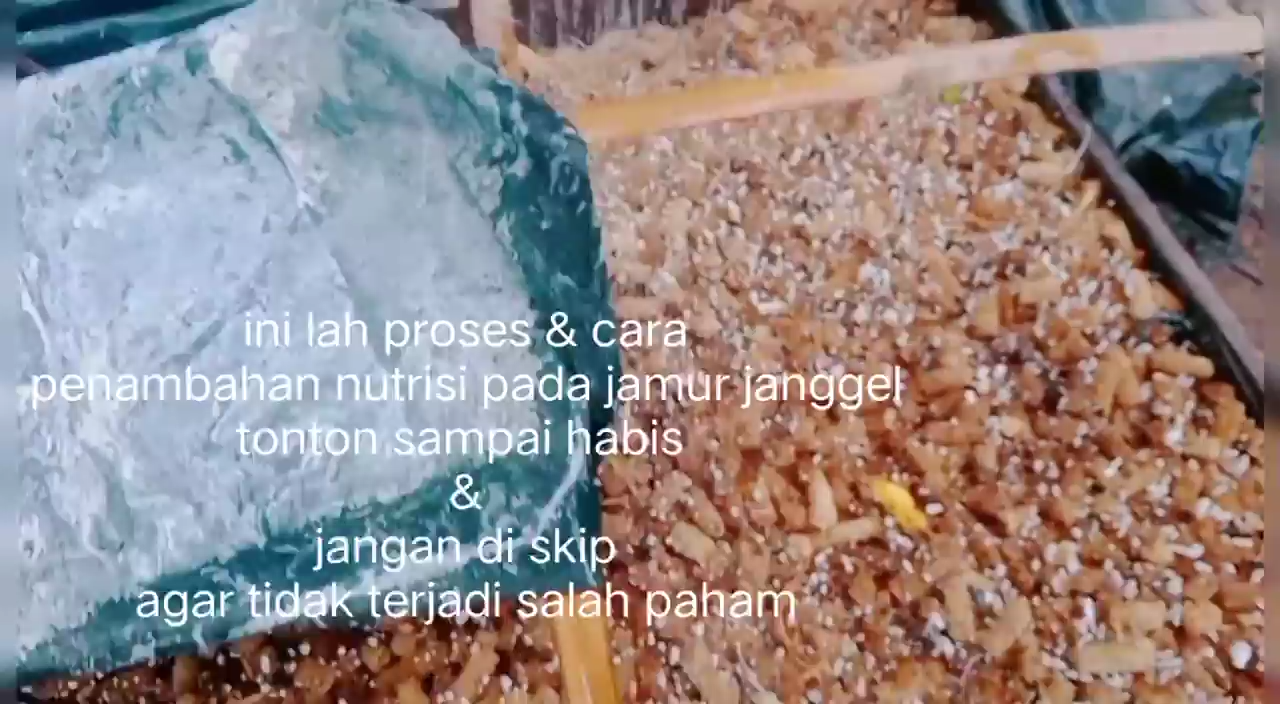 ini lah proses & cara
penambahan nutrisi pada jamur janggel
tonton sampai habis
&
jangan di skip
agar tidak terjadi salah paham